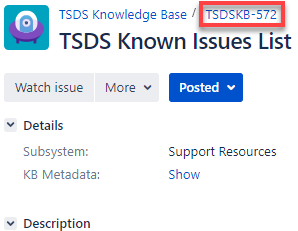 TSDS Knowledge Base / TSDSKB-572
TSDS Known Issues List
Watch issue More Posted
Details
Subsystem: Support Resources
KB Metadata: Show
Description